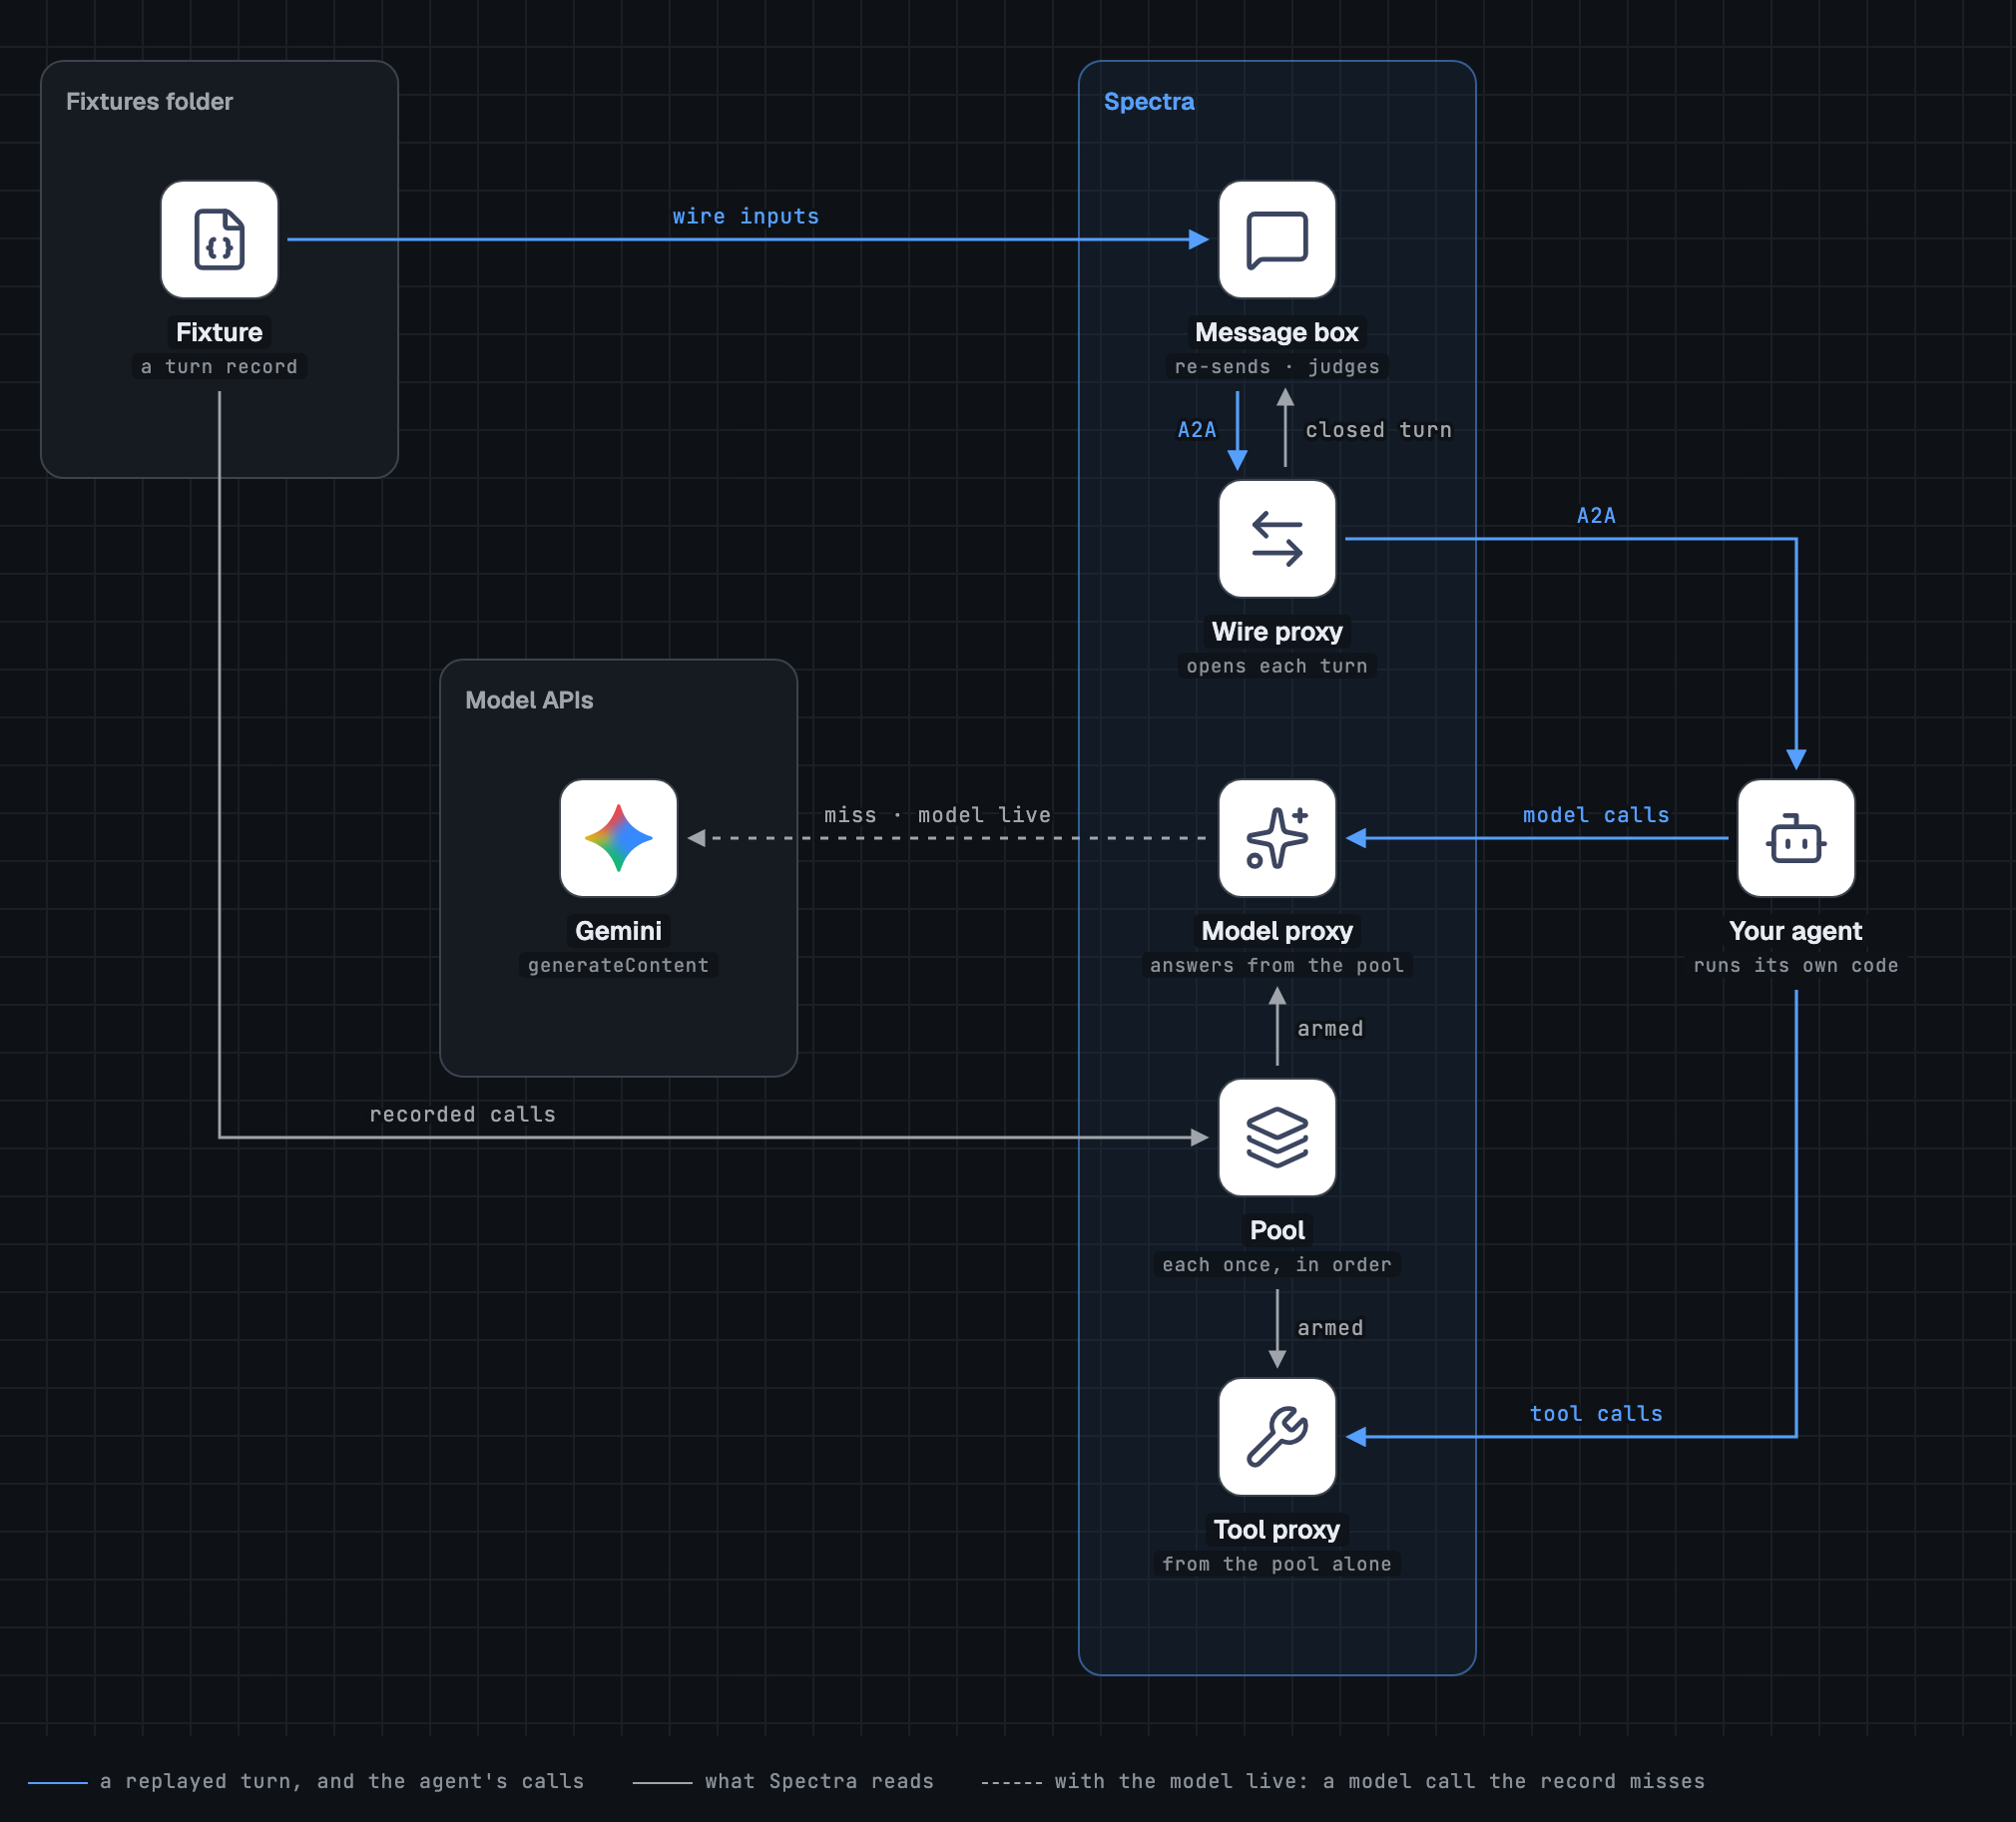 Fixtures folder
Spectra
wire inputs
Fixture
a turn record
Message box
re-sends · judges
A2A
closed turn
A2A
Wire proxy
opens each turn
Model APIs
miss · model live
model calls
Gemini
generateContent
Model proxy
answers from the pool
Your agent
runs its own code
armed
recorded calls
Pool
each once, in order
armed
tool calls
Tool proxy
from the pool alone
a replayed turn, and the agent's calls
what Spectra reads
with the model live: a model call the record misses